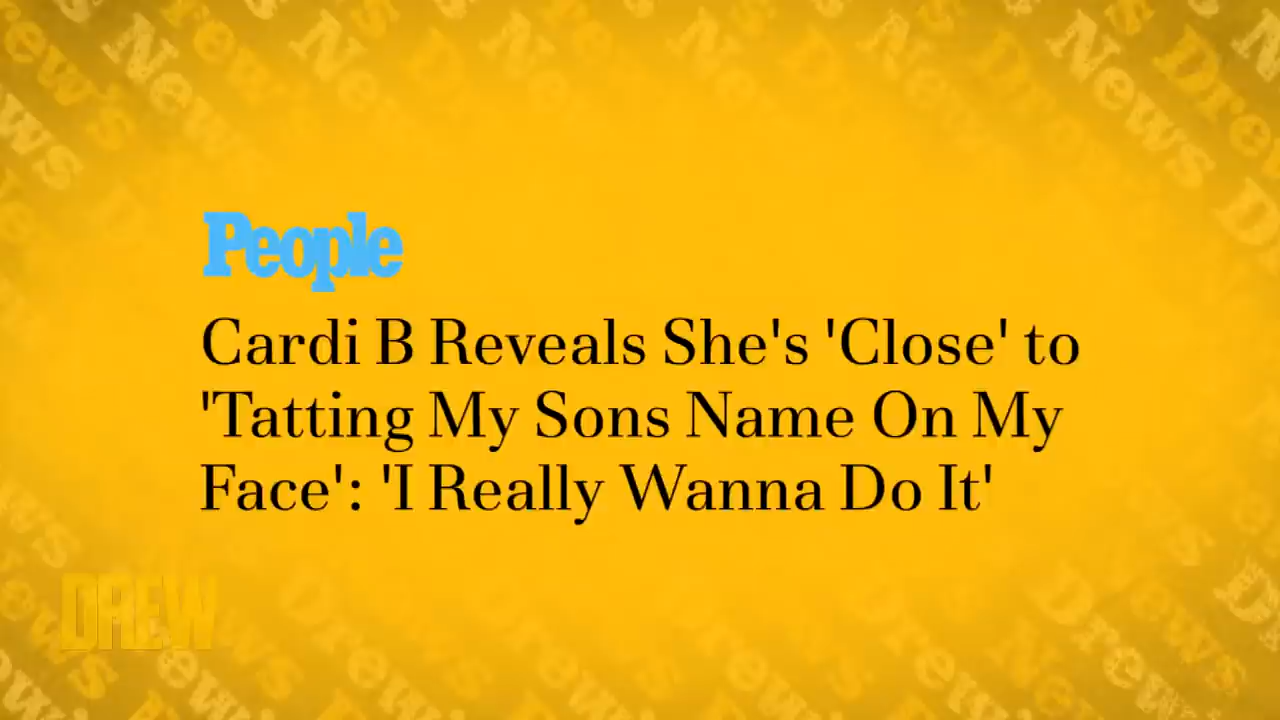 People
Cardi B Reveals She's 'Close' to
'Tatting My Sons Name On My
Face': 'I Really Wanna Do It'
DREW